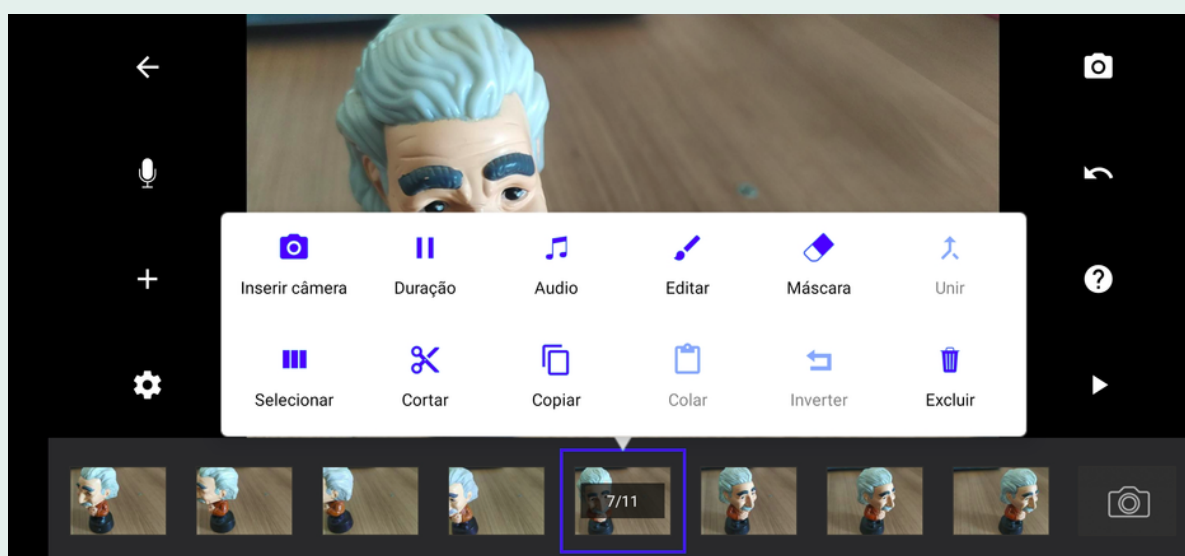 Inserir câmera Duração Audio Editar Máscara Unir
Selecionar Cortar Copiar Colar Inverter Excluir
7/11